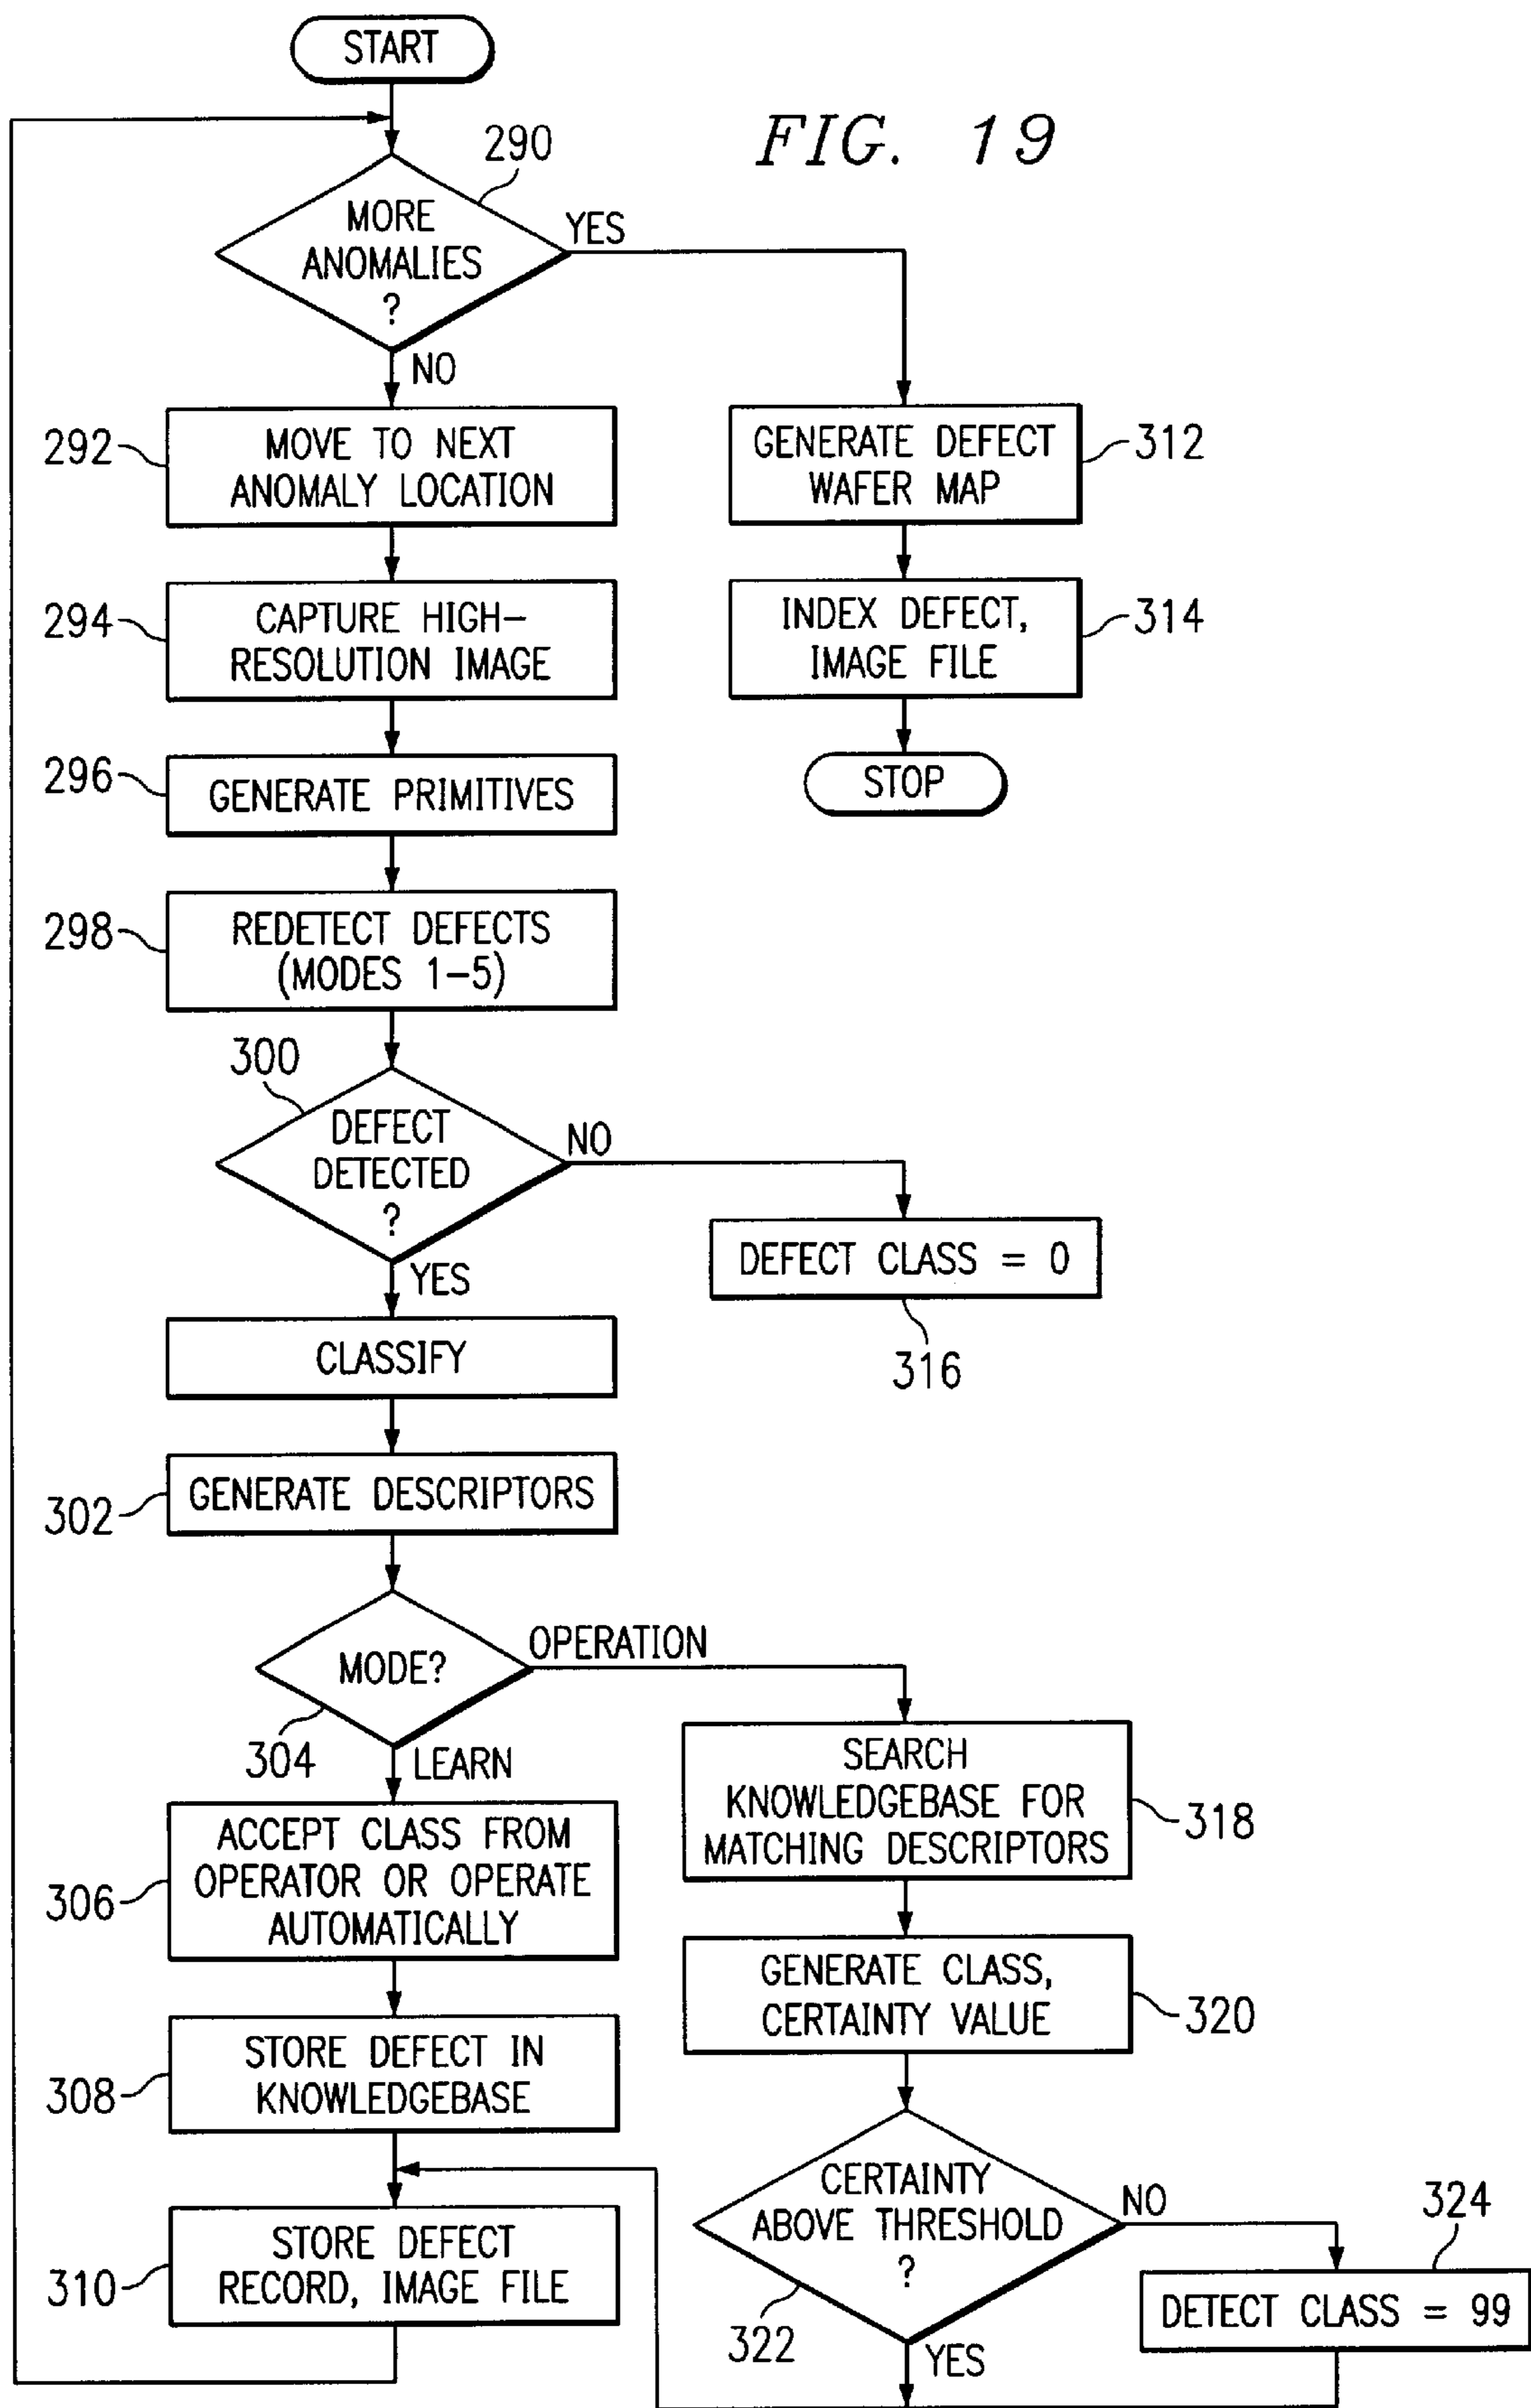 START
FIG. 19
290
MORE
ANOMALIES
?
YES
NO
292
MOVE TO NEXT
ANOMALY LOCATION
GENERATE DEFECT
WAFER MAP
312
294
CAPTURE HIGH-
RESOLUTION IMAGE
INDEX DEFECT,
IMAGE FILE
314
296
GENERATE PRIMITIVES
STOP
298
REDETECT DEFECTS
(MODES 1-5)
300
DEFECT
DETECTED
?
NO
YES
DEFECT CLASS = 0
316
CLASSIFY
302
GENERATE DESCRIPTORS
MODE?
OPERATION
304
LEARN
SEARCH
KNOWLEDGEBASE FOR
MATCHING DESCRIPTORS
318
306
ACCEPT CLASS FROM
OPERATOR OR OPERATE
AUTOMATICALLY
GENERATE CLASS,
CERTAINTY VALUE
320
308
STORE DEFECT IN
KNOWLEDGEBASE
CERTAINTY
ABOVE THRESHOLD
?
NO
324
310
STORE DEFECT
RECORD, IMAGE FILE
322
YES
DETECT CLASS = 99